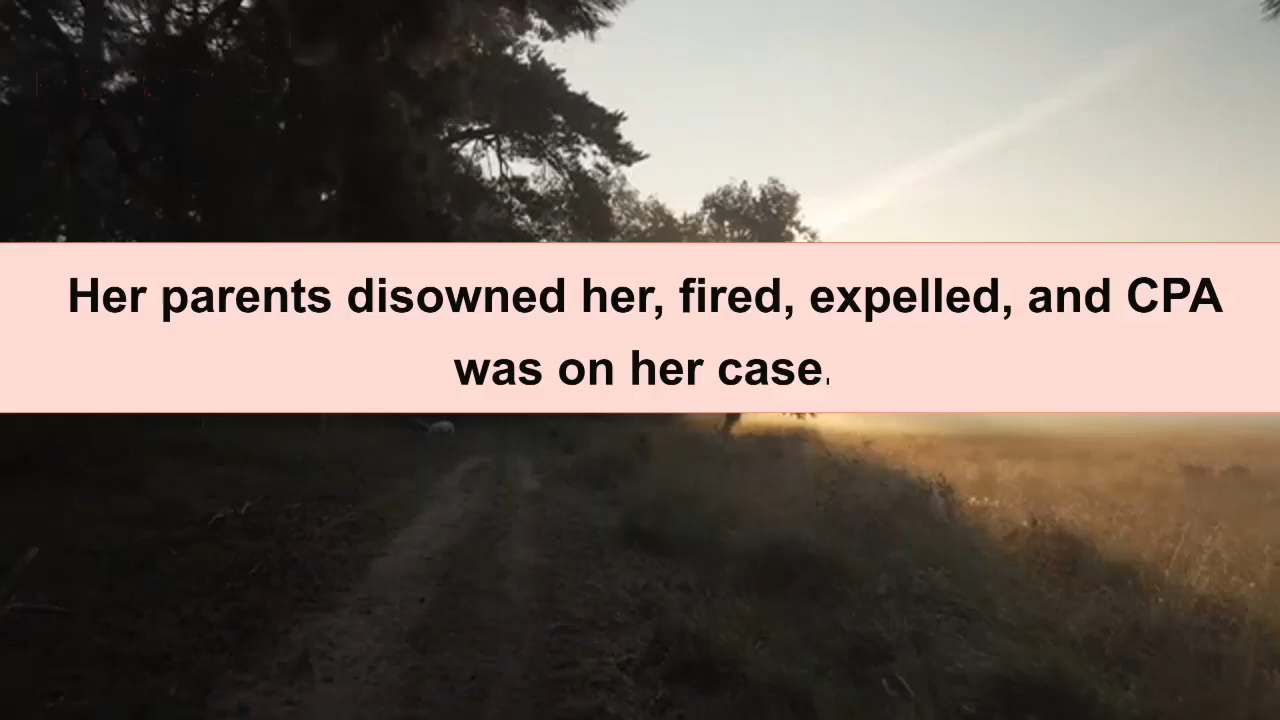 Her parents disowned her, fired, expelled, and CPA
was on her case.